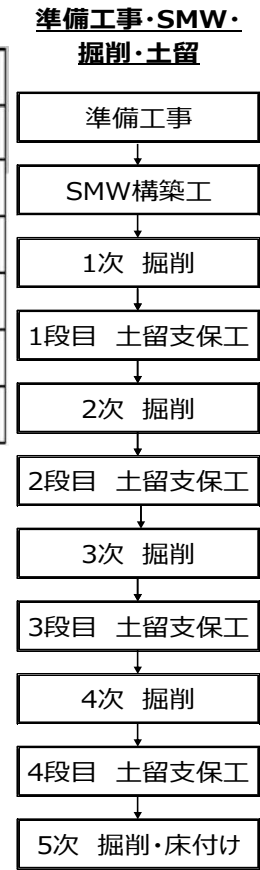 準備工事・SMW・
掘削・土留
準備工事
SMW構築工
1次 掘削
1段目 土留支保工
2次 掘削
2段目 土留支保工
3次 掘削
3段目 土留支保工
4次 掘削
4段目 土留支保工
5次 掘削・床付け